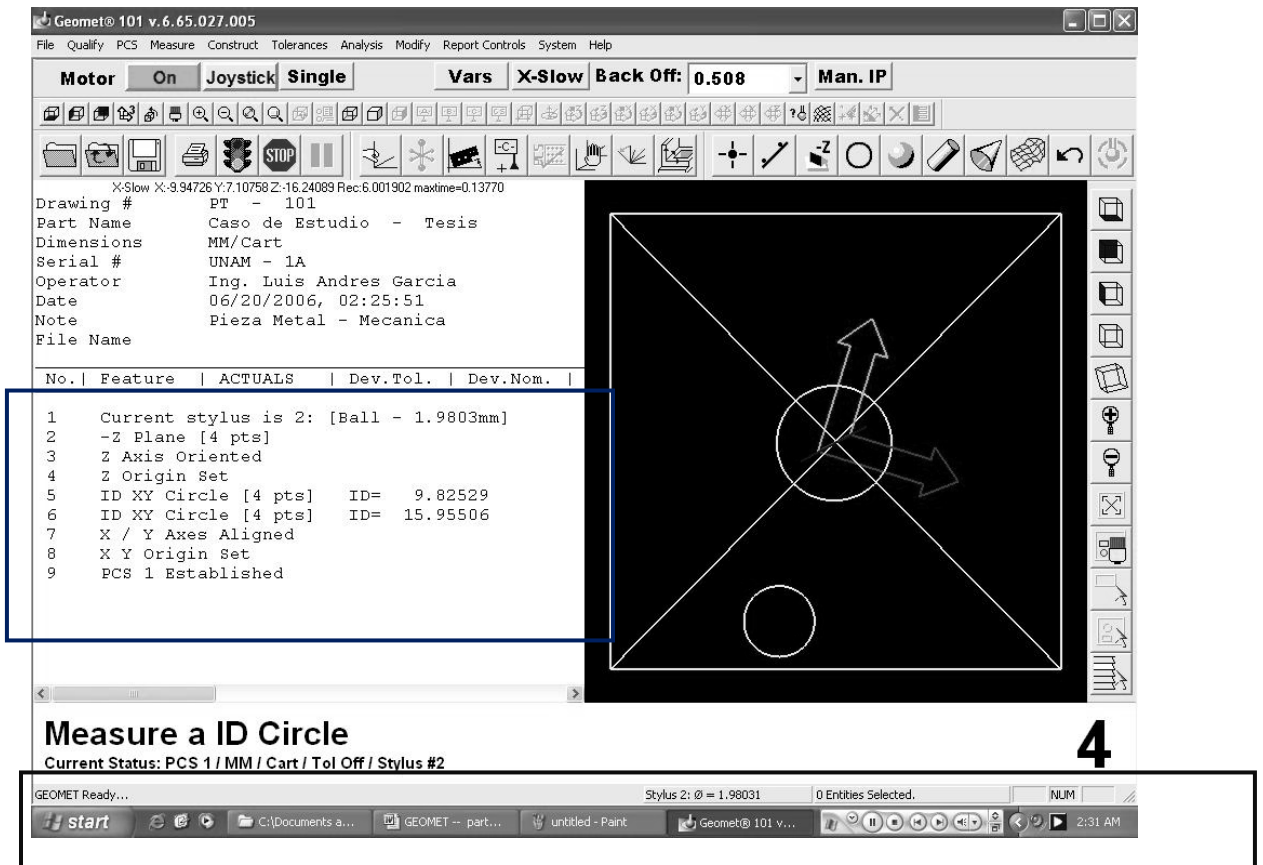 Geomet® 101 v.6.65.027.005
File Qualify PCS Measure Construct Tolerances Analysis Modify Report Controls System Help
Motor On Joystick Single Vars X-Slow Back Off: 0.508 Man. IP
STOP -C- -Z
X-Slow X:-9.94726 Y:7.10758 Z:-16.24089 Rec:6.001902 maxtime=0.13770
Drawing # PT - 101
Part Name Caso de Estudio - Tesis
Dimensions MM/Cart
Serial # UNAM - 1A
Operator Ing. Luis Andres Garcia
Date 06/20/2006, 02:25:51
Note Pieza Metal - Mecanica
File Name
No.| Feature | ACTUALS | Dev.Tol. | Dev.Nom. |
1 Current stylus is 2: [Ball - 1.9803mm]
2 -Z Plane [4 pts]
3 Z Axis Oriented
4 Z Origin Set
5 ID XY Circle [4 pts] ID= 9.82529
6 ID XY Circle [4 pts] ID= 15.95506
7 X / Y Axes Aligned
8 X Y Origin Set
9 PCS 1 Established
Measure a ID Circle 4
Current Status: PCS 1 / MM / Cart / Tol Off / Stylus #2
GEOMET Ready... Stylus 2: Ø = 1.98031 0 Entities Selected. NUM
start C:\Documents a... GEOMET -- part... untitled - Paint Geomet® 101 v... 2:31 AM